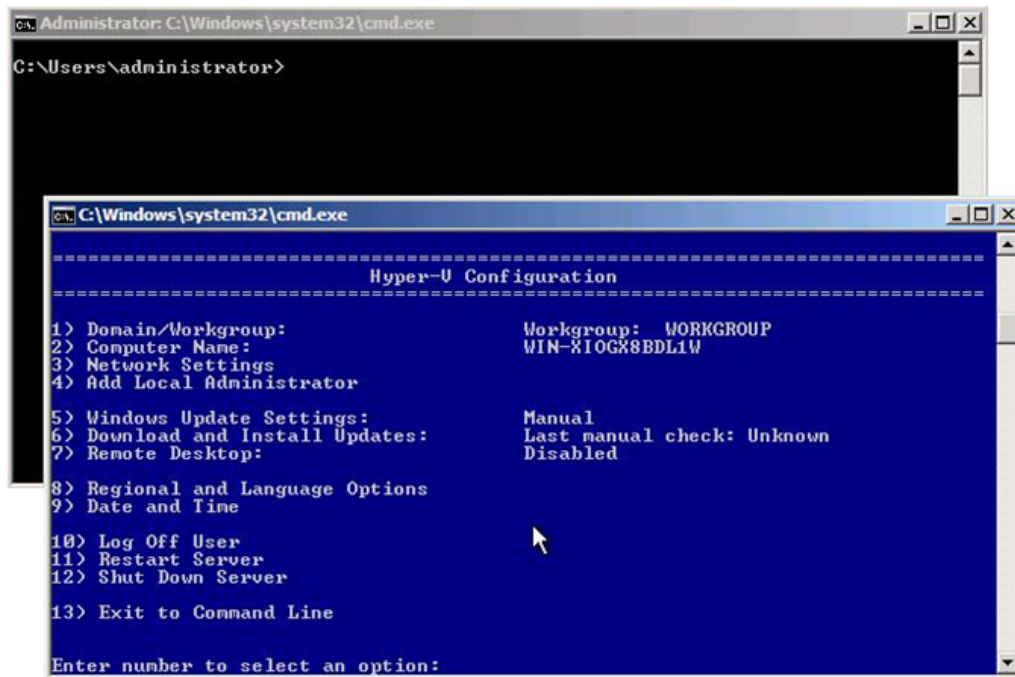 Administrator: C:\Windows\system32\cmd.exe
C:\Users\administrator>
C:\Windows\system32\cmd.exe
Hyper-V Configuration
1) Domain/Workgroup: Workgroup: WORKGROUP
2) Computer Name: WIN-XIOGX8BDL1W
3) Network Settings
4) Add Local Administrator
5) Windows Update Settings: Manual
6) Download and Install Updates: Last manual check: Unknown
7) Remote Desktop: Disabled
8) Regional and Language Options
9) Date and Time
10) Log Off User
11) Restart Server
12) Shut Down Server
13) Exit to Command Line
Enter number to select an option: